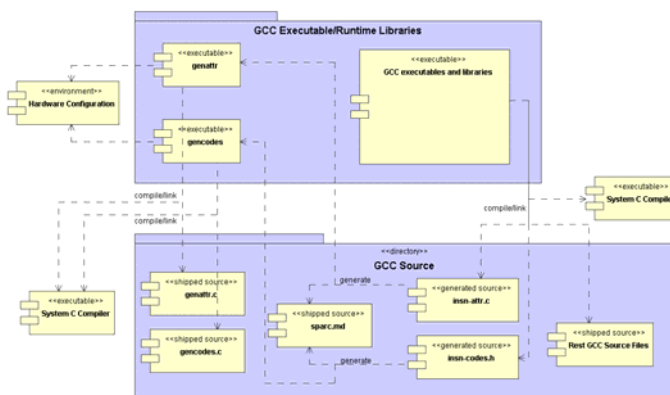 GCC Executable/Runtime Libraries
<<executable>>
genattr
<<executable>>
GCC executables and libraries
<<environment>>
Hardware Configuration
<<executable>>
gencodes
<<executable>>
System C Compiler
compile/link
compile/link
compile/link
<<directory>>
GCC Source
<<shipped source>>
genattr.c
<<generated source>>
insn-attr.c
generate
<<executable>>
System C Compiler
<<shipped source>>
sparc.md
<<shipped source>>
gencodes.c
<<generated source>>
insn-codes.h
generate
<<shipped source>>
Rest GCC Source Files